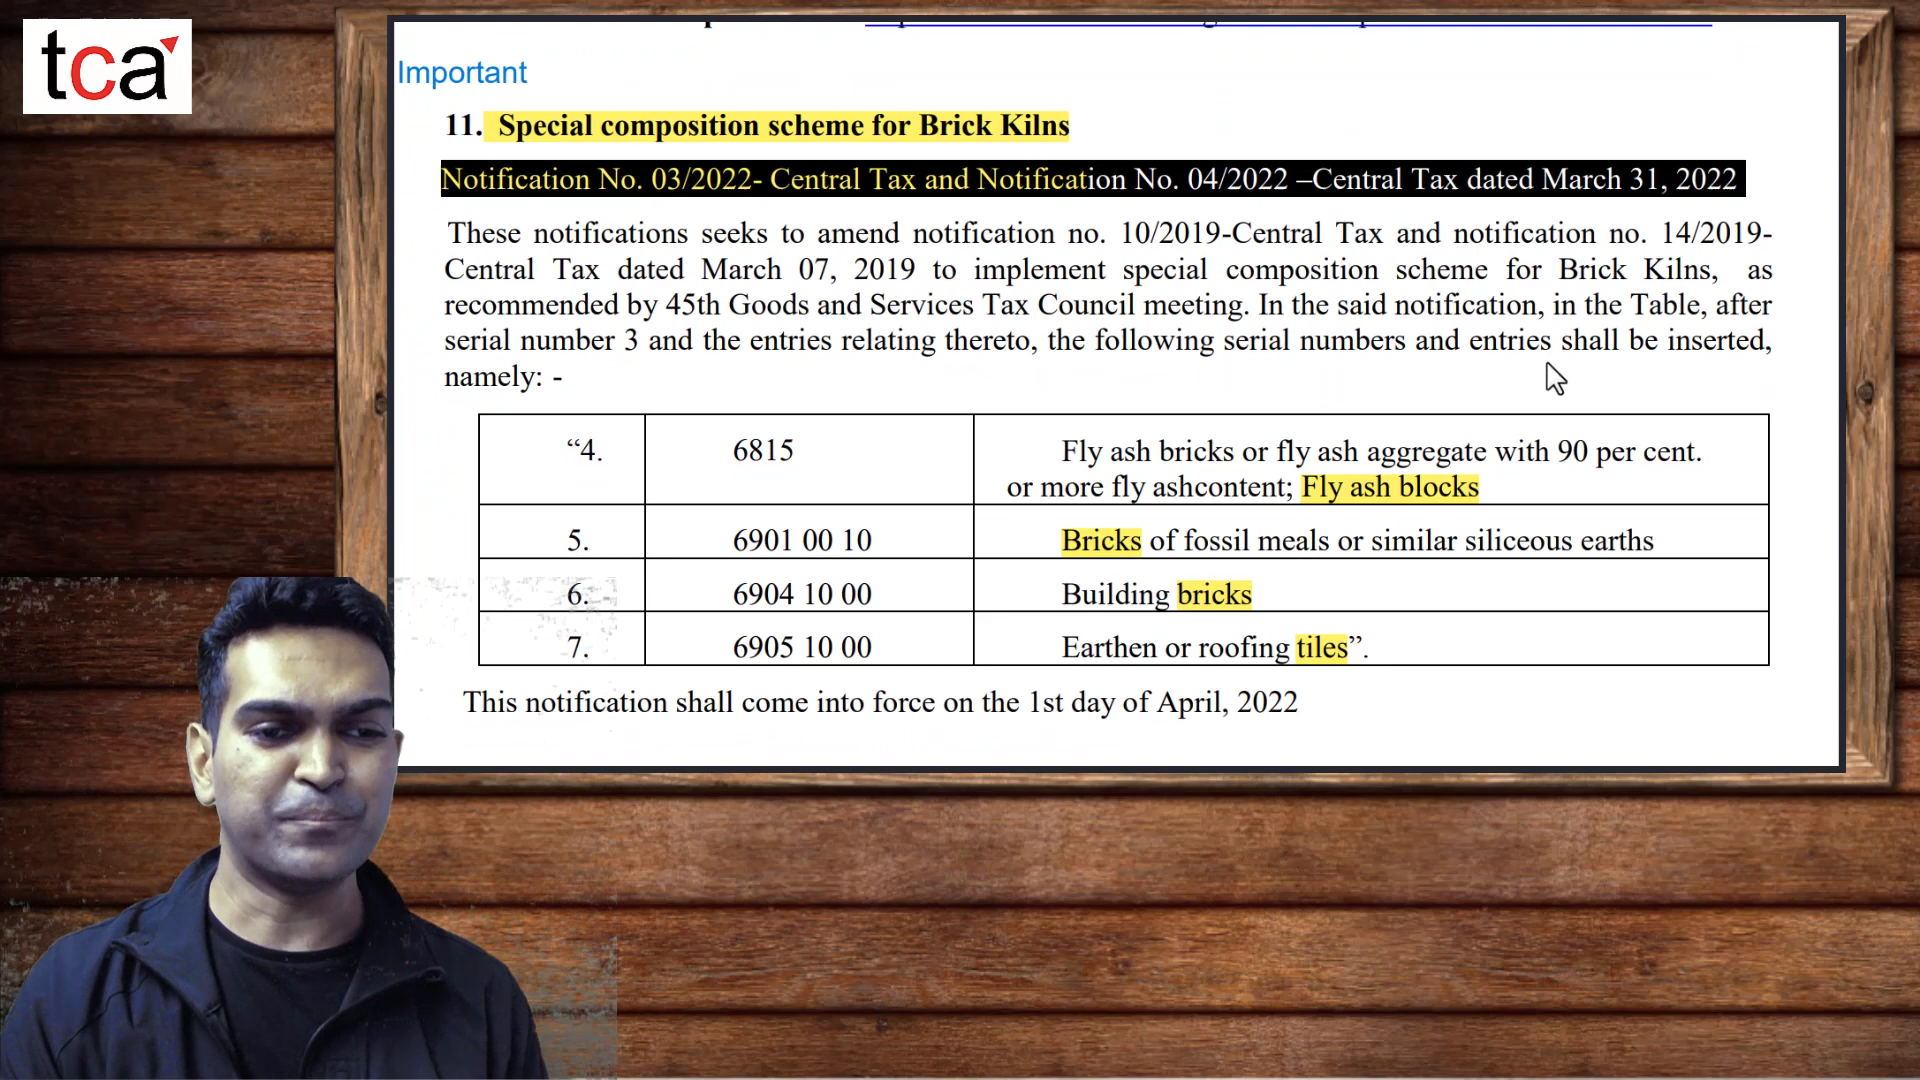 tca
Important
11. Special composition scheme for Brick Kilns
Notification No. 03/2022- Central Tax and Notification No. 04/2022 –Central Tax dated March 31, 2022
These notifications seeks to amend notification no. 10/2019-Central Tax and notification no. 14/2019-
Central Tax dated March 07, 2019 to implement special composition scheme for Brick Kilns, as
recommended by 45th Goods and Services Tax Council meeting. In the said notification, in the Table, after
serial number 3 and the entries relating thereto, the following serial numbers and entries shall be inserted,
namely: -
“4. 6815 Fly ash bricks or fly ash aggregate with 90 per cent.
or more fly ashcontent; Fly ash blocks
5. 6901 00 10 Bricks of fossil meals or similar siliceous earths
6. 6904 10 00 Building bricks
7. 6905 10 00 Earthen or roofing tiles”.
This notification shall come into force on the 1st day of April, 2022